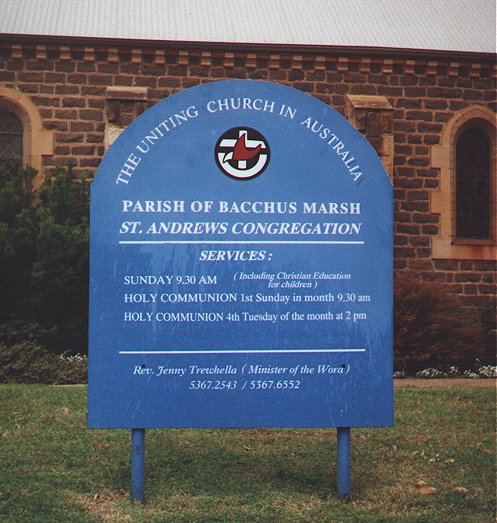 THE UNITING CHURCH IN AUSTRALIA
PARISH OF BACCHUS MARSH
ST. ANDREWS CONGREGATION
SERVICES :
SUNDAY 9.30 AM ( Including Christian Education
for children )
HOLY COMMUNION 1st Sunday in month 9.30 am
HOLY COMMUNION 4th Tuesday of the month at 2 pm
Rev. Jenny Trewhella ( Minister of the Word )
5367.2543 / 5367.6552